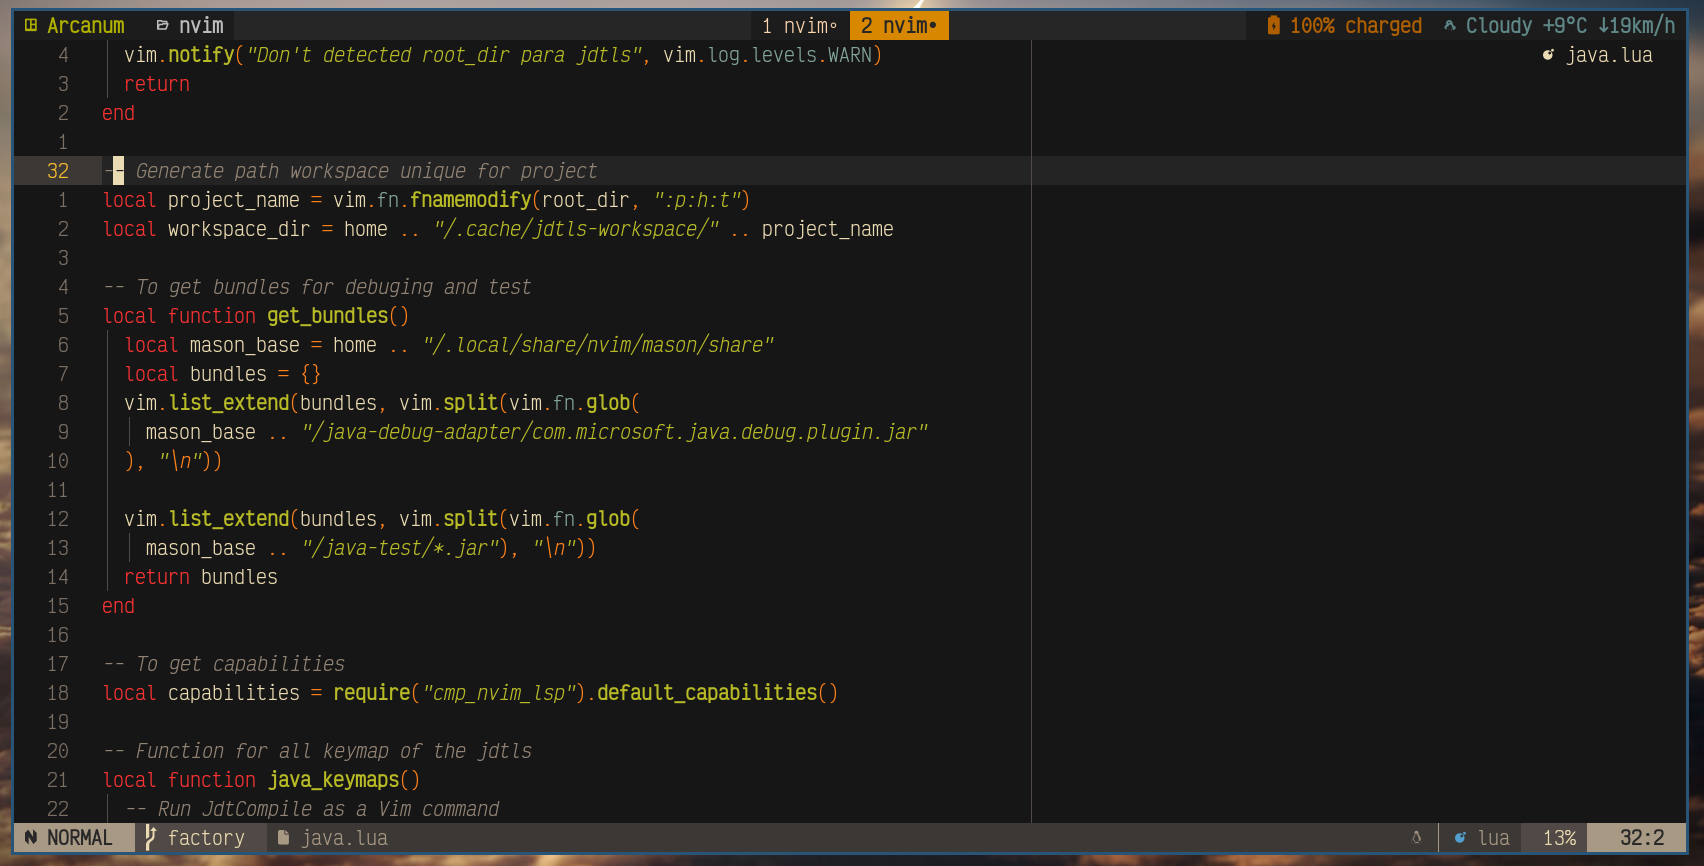 Arcanum nvim 1 nvim◦ 2 nvim• 100% charged Cloudy +9°C ↓19km/h
4 vim.notify("Don't detected root_dir para jdtls", vim.log.levels.WARN) java.lua
3 return
2 end
1
32 -- Generate path workspace unique for project
1 local project_name = vim.fn.fnamemodify(root_dir, ":p:h:t")
2 local workspace_dir = home .. "/.cache/jdtls-workspace/" .. project_name
3
4 -- To get bundles for debuging and test
5 local function get_bundles()
6 local mason_base = home .. "/.local/share/nvim/mason/share"
7 local bundles = {}
8 vim.list_extend(bundles, vim.split(vim.fn.glob(
9 mason_base .. "/java-debug-adapter/com.microsoft.java.debug.plugin.jar"
10 ), "\n"))
11
12 vim.list_extend(bundles, vim.split(vim.fn.glob(
13 mason_base .. "/java-test/*.jar"), "\n"))
14 return bundles
15 end
16
17 -- To get capabilities
18 local capabilities = require("cmp_nvim_lsp").default_capabilities()
19
20 -- Function for all keymap of the jdtls
21 local function java_keymaps()
22 -- Run JdtCompile as a Vim command
NORMAL factory java.lua lua 13% 32:2